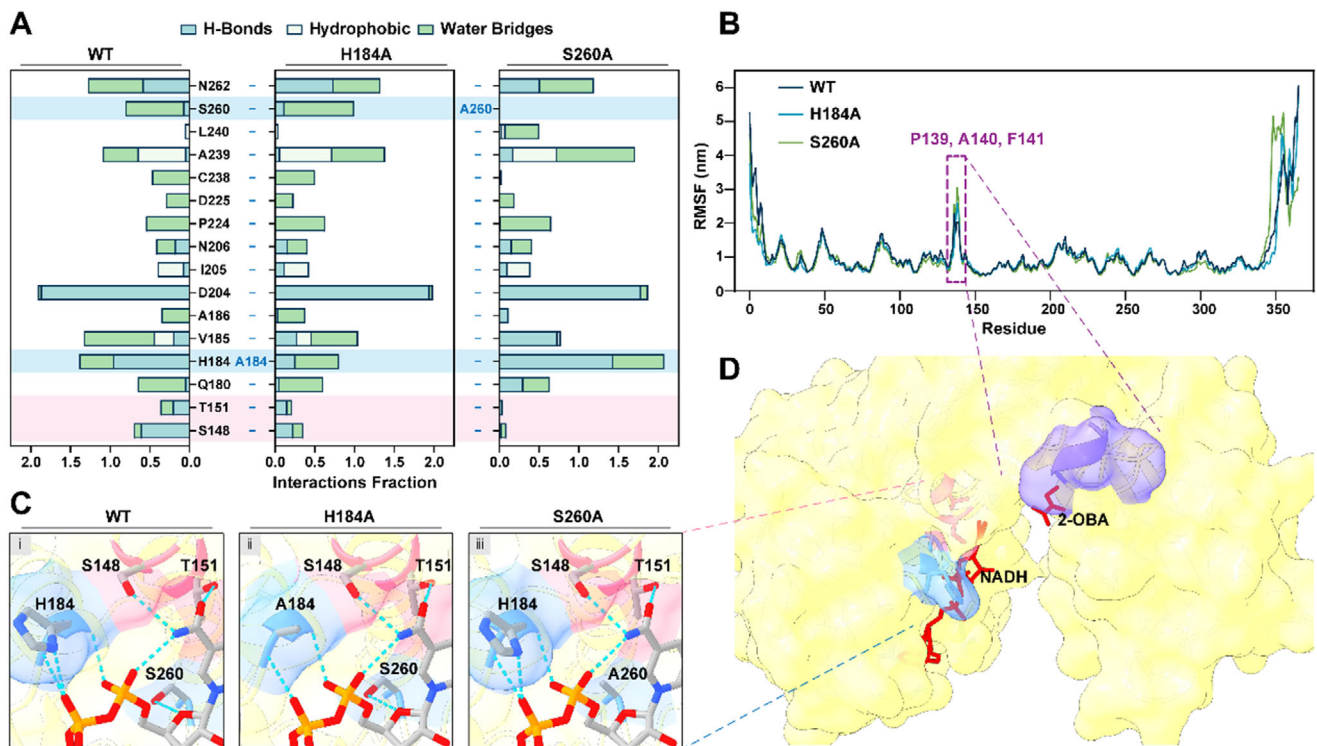 A
H-Bonds Hydrophobic Water Bridges
WT H184A S260A
N262
S260
A260
L240
A239
C238
D225
P224
N206
I205
D204
A186
V185
H184
A184
Q180
T151
S148
2.0 1.5 1.0 0.5 0.0 0.0 0.5 1.0 1.5 2.0 0.0 0.5 1.0 1.5 2.0
Interactions Fraction
B
WT
H184A
S260A
P139, A140, F141
RMSF (nm)
6
5
4
3
2
1
0
0 50 100 150 200 250 300 350
Residue
C
WT H184A S260A
i
S148
T151
H184
S260
ii
S148
T151
A184
S260
iii
S148
T151
H184
A260
D
2-OBA
NADH